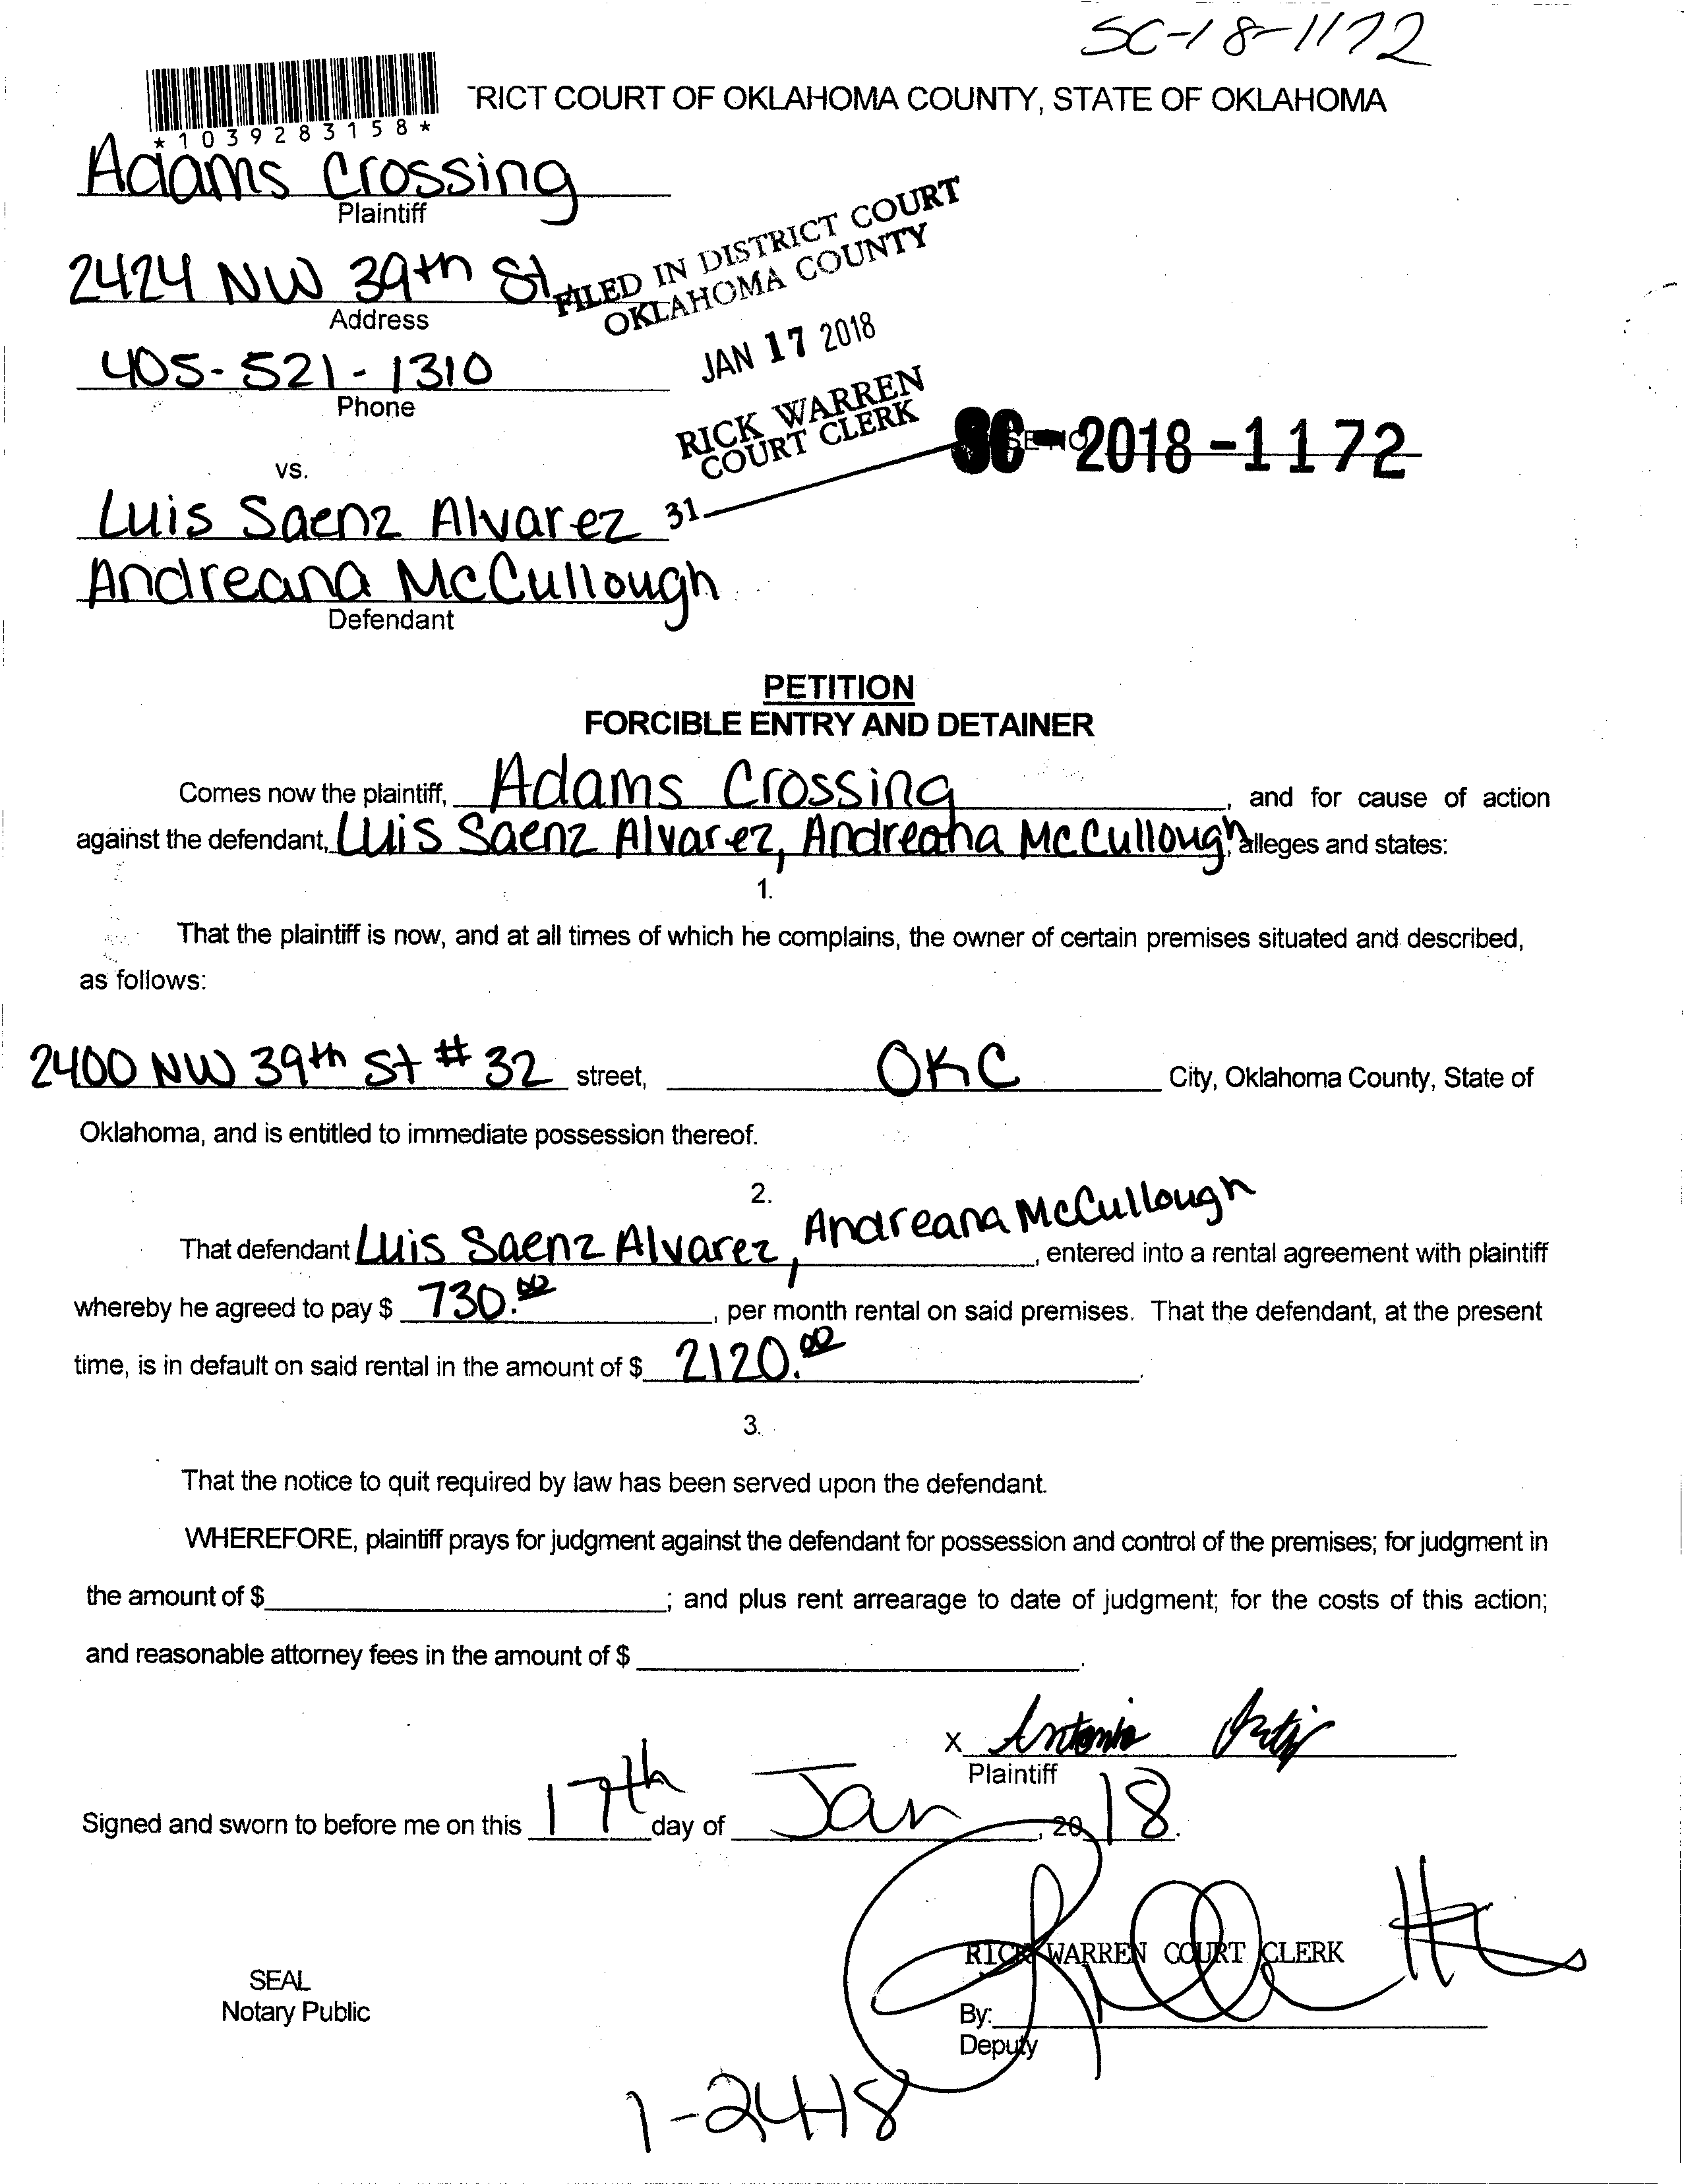 SC-18-1172
*1039283158*
RICT COURT OF OKLAHOMA COUNTY, STATE OF OKLAHOMA
Adams Crossing
Plaintiff
2424 NW 39th St
Address
FILED IN DISTRICT COURT
OKLAHOMA COUNTY
JAN 17 2018
RICK WARREN
COURT CLERK
405-521-1310
Phone
SC-2018-1172
vs.
31
Luis Saenz Alvarez
Andreana McCullough
Defendant
PETITION
FORCIBLE ENTRY AND DETAINER
Comes now the plaintiff, Adams Crossing, and for cause of action
against the defendant, Luis Saenz Alvarez, Andreana McCullough, alleges and states:
1.
That the plaintiff is now, and at all times of which he complains, the owner of certain premises situated and described,
as follows:
2400 NW 39th St # 32 street, OKC City, Oklahoma County, State of
Oklahoma, and is entitled to immediate possession thereof.
2.
That defendant Luis Saenz Alvarez, Andreana McCullough, entered into a rental agreement with plaintiff
whereby he agreed to pay $ 730.00, per month rental on said premises. That the defendant, at the present
time, is in default on said rental in the amount of $ 2120.00.
3.
That the notice to quit required by law has been served upon the defendant.
WHEREFORE, plaintiff prays for judgment against the defendant for possession and control of the premises; for judgment in
the amount of $ ; and plus rent arrearage to date of judgment; for the costs of this action;
and reasonable attorney fees in the amount of $ .
X Antonio
Plaintiff
Signed and sworn to before me on this 17th day of Jan, 2018.
RICK WARREN COURT CLERK
SEAL
Notary Public
By:
Deputy
1-24-18